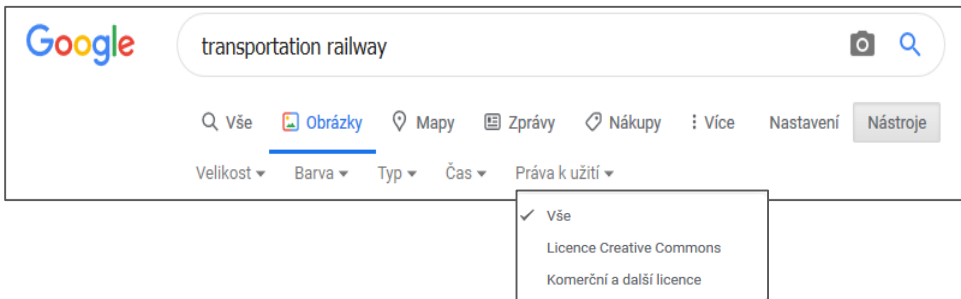 Google transportation railway
Vše Obrázky Mapy Zprávy Nákupy Více Nastavení Nástroje
Velikost Barva Typ Čas Práva k užití
Vše
Licence Creative Commons
Komerční a další licence